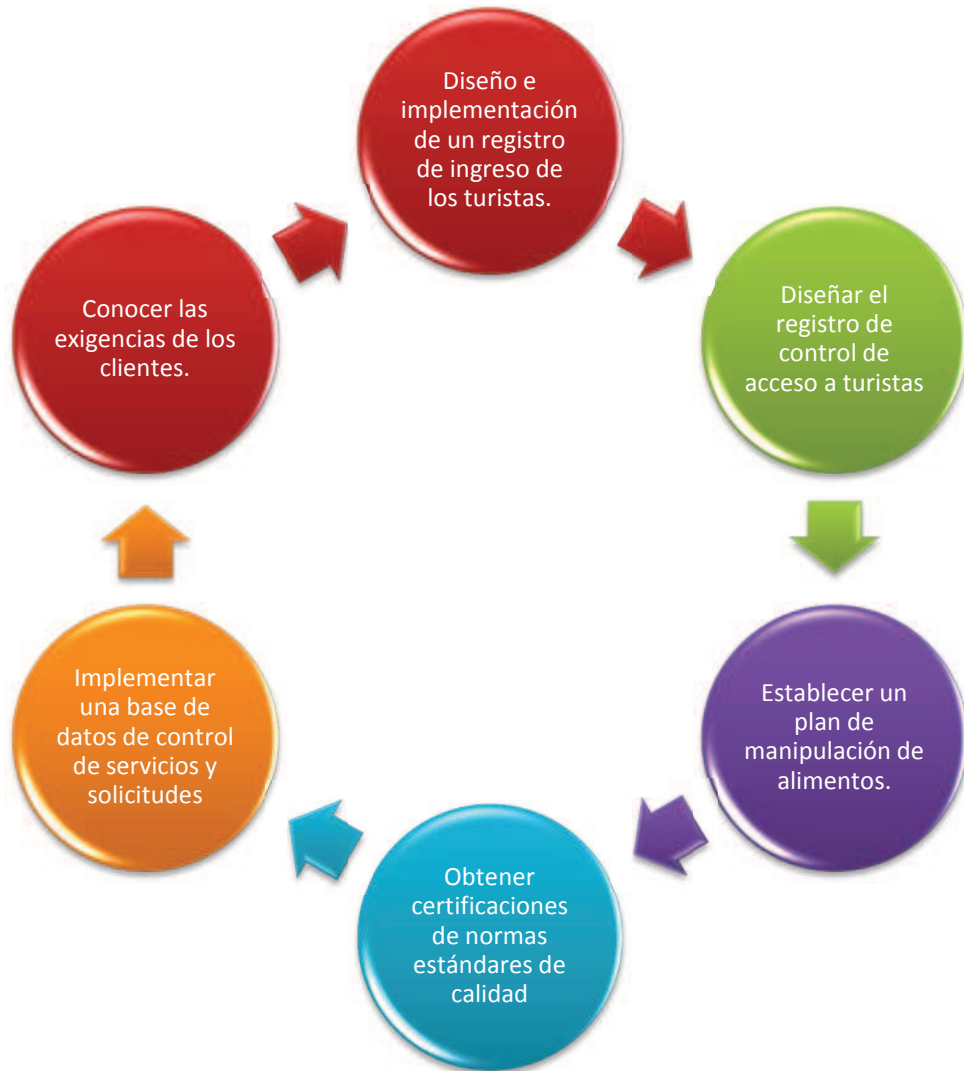 Diseño e
implementación
de un registro
de ingreso de
los turistas.
Diseñar el
registro de
control de
acceso a turistas
Establecer un
plan de
manipulación de
alimentos.
Obtener
certificaciones
de normas
estándares de
calidad
Implementar
una base de
datos de control
de servicios y
solicitudes
Conocer las
exigencias de los
clientes.